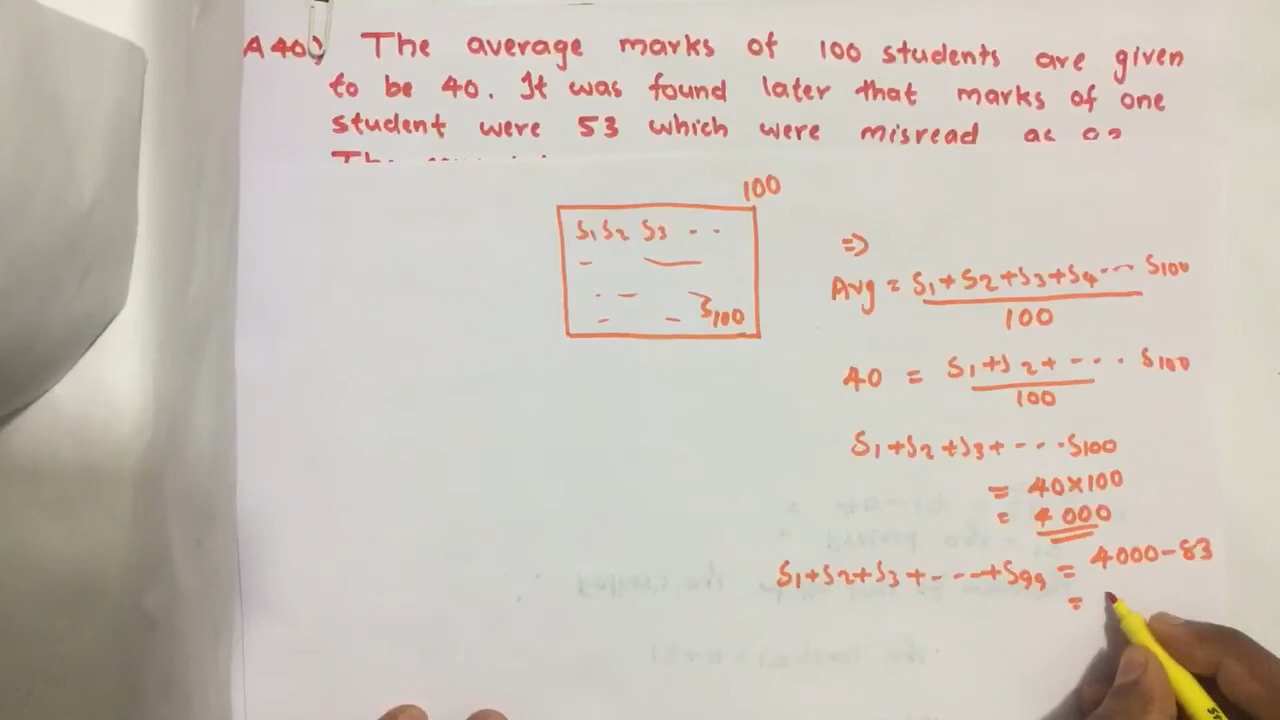 A 40) The average marks of 100 students are given
to be 40. It was found later that marks of one
student were 53 which were misread as
100
S1 S2 S3 . .
S100
=>
Avg = S1+S2+S3+S4... S100
100
40 = S1+S2+... . S100
100
S1+S2+S3+ - - - S100
= 40×100
= 4000
S1+S2+S3+ - - - +S99 = 4000-83
=